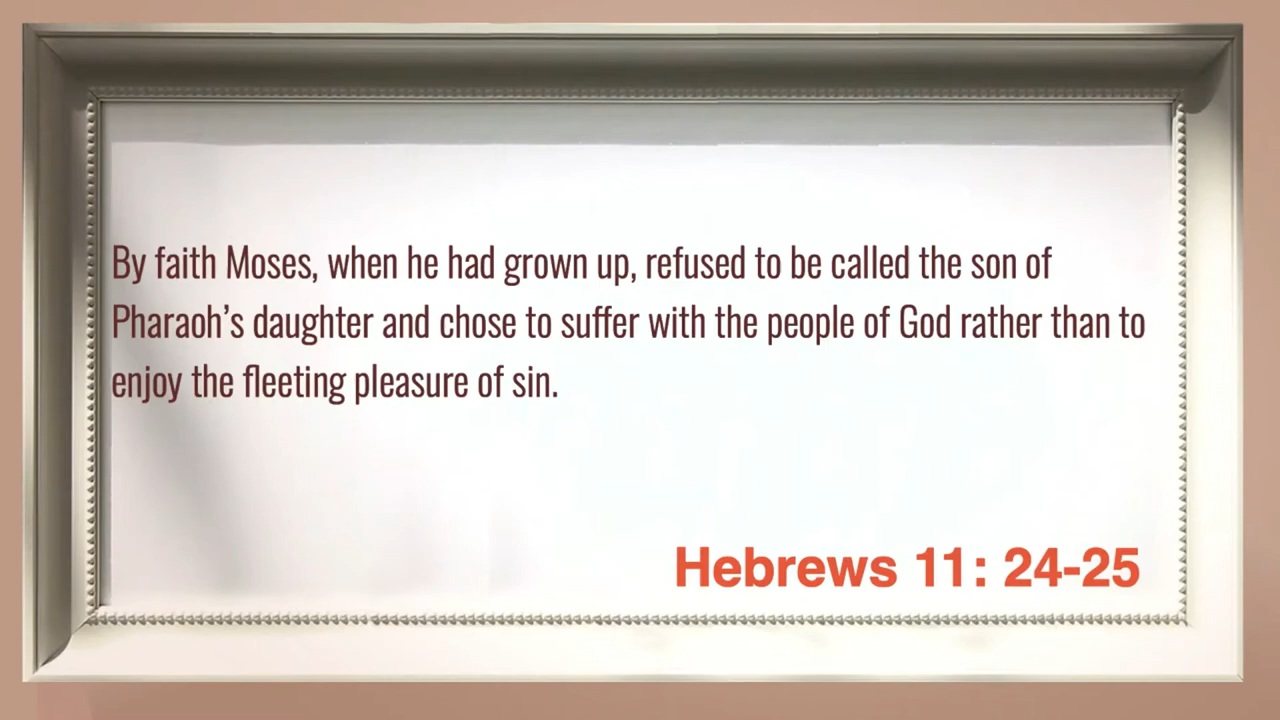 By faith Moses, when he had grown up, refused to be called the son of
Pharaoh’s daughter and chose to suffer with the people of God rather than to
enjoy the fleeting pleasure of sin.
Hebrews 11: 24-25